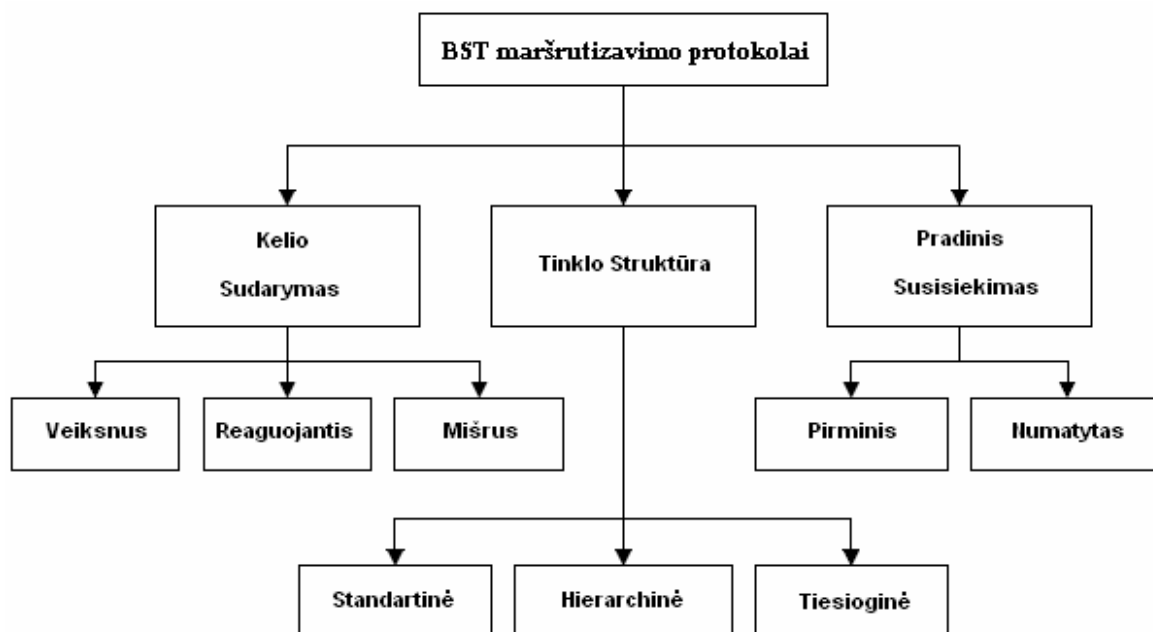 BST maršrutizavimo protokolai
Kelio
Sudarymas
Tinklo Struktūra
Pradinis
Susisiekimas
Veiksnus
Reaguojantis
Mišrus
Pirminis
Numatytas
Standartinė
Hierarchinė
Tiesioginė